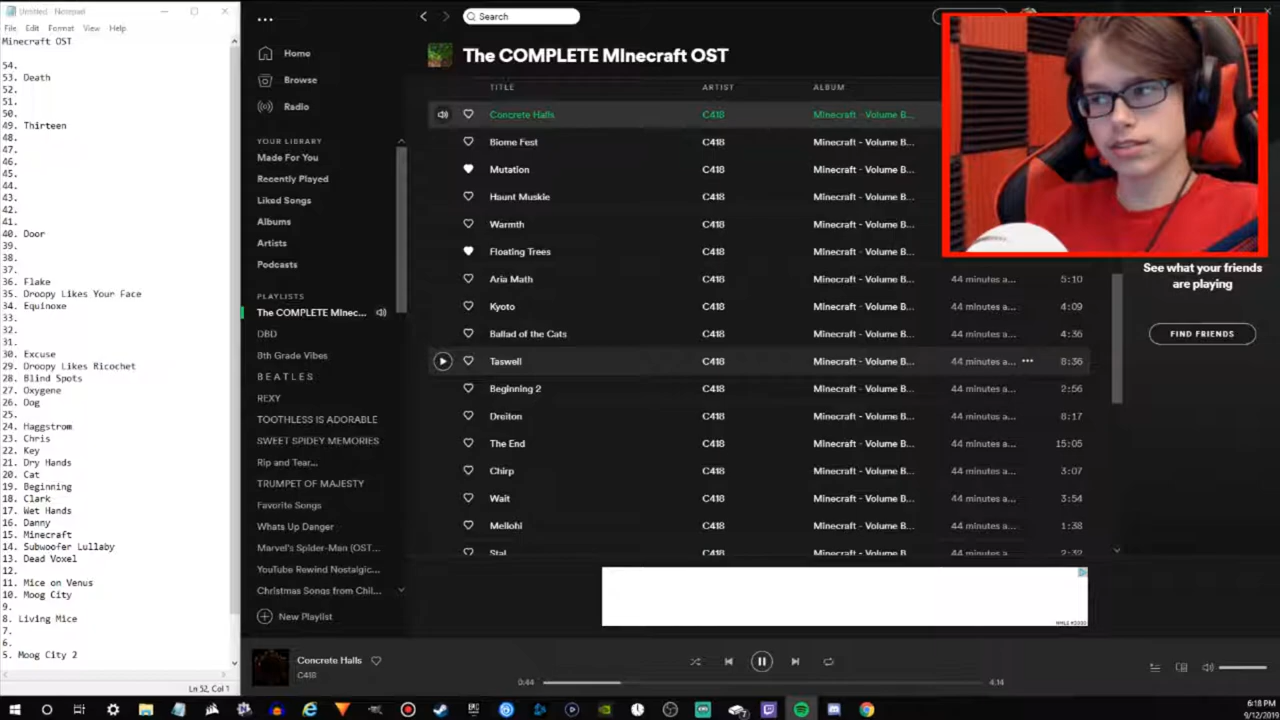 Untitled - Notepad
File Edit Format View Help
Minecraft OST
54.
53. Death
52.
51.
50.
49. Thirteen
48.
47.
46.
45.
44.
43.
42.
41.
40. Door
39.
38.
37.
36. Flake
35. Droopy Likes Your Face
34. Equinoxe
33.
32.
31.
30. Excuse
29. Droopy Likes Ricochet
28. Blind Spots
27. Oxygene
26. Dog
25.
24. Haggstrom
23. Chris
22. Key
21. Dry Hands
20. Cat
19. Beginning
18. Clark
17. Wet Hands
16. Danny
15. Minecraft
14. Subwoofer Lullaby
13. Dead Voxel
12.
11. Mice on Venus
10. Moog City
9.
8. Living Mice
7.
6.
5. Moog City 2
Ln 52, Col 1
Search
Home
Browse
Radio
YOUR LIBRARY
Made For You
Recently Played
Liked Songs
Albums
Artists
Podcasts
PLAYLISTS
The COMPLETE Minec...
DBD
8th Grade Vibes
B E A T L E S
REXY
TOOTHLESS IS ADORABLE
SWEET SPIDEY MEMORIES
Rip and Tear...
TRUMPET OF MAJESTY
Favorite Songs
Whats Up Danger
Marvel's Spider-Man (OST...
YouTube Rewind Nostalgic...
Christmas Songs from Chil...
New Playlist
The COMPLETE MInecraft OST
TITLE ARTIST ALBUM
Concrete Halls C418 Minecraft - Volume B...
Biome Fest C418 Minecraft - Volume B...
Mutation C418 Minecraft - Volume B...
Haunt Muskie C418 Minecraft - Volume B...
Warmth C418 Minecraft - Volume B...
Floating Trees C418 Minecraft - Volume B...
Aria Math C418 Minecraft - Volume B... 44 minutes a... 5:10
Kyoto C418 Minecraft - Volume B... 44 minutes a... 4:09
Ballad of the Cats C418 Minecraft - Volume B... 44 minutes a... 4:36
Taswell C418 Minecraft - Volume B... 44 minutes a... 8:36
Beginning 2 C418 Minecraft - Volume B... 44 minutes a... 2:56
Dreiton C418 Minecraft - Volume B... 44 minutes a... 8:17
The End C418 Minecraft - Volume B... 44 minutes a... 15:05
Chirp C418 Minecraft - Volume B... 44 minutes a... 3:07
Wait C418 Minecraft - Volume B... 44 minutes a... 3:54
Mellohi C418 Minecraft - Volume B... 44 minutes a... 1:38
Stal C418 Minecraft - Volume B... 44 minutes a... 2:32
See what your friends
are playing
FIND FRIENDS
Concrete Halls
C418
0:44
4:14
6:18 PM
9/12/2019